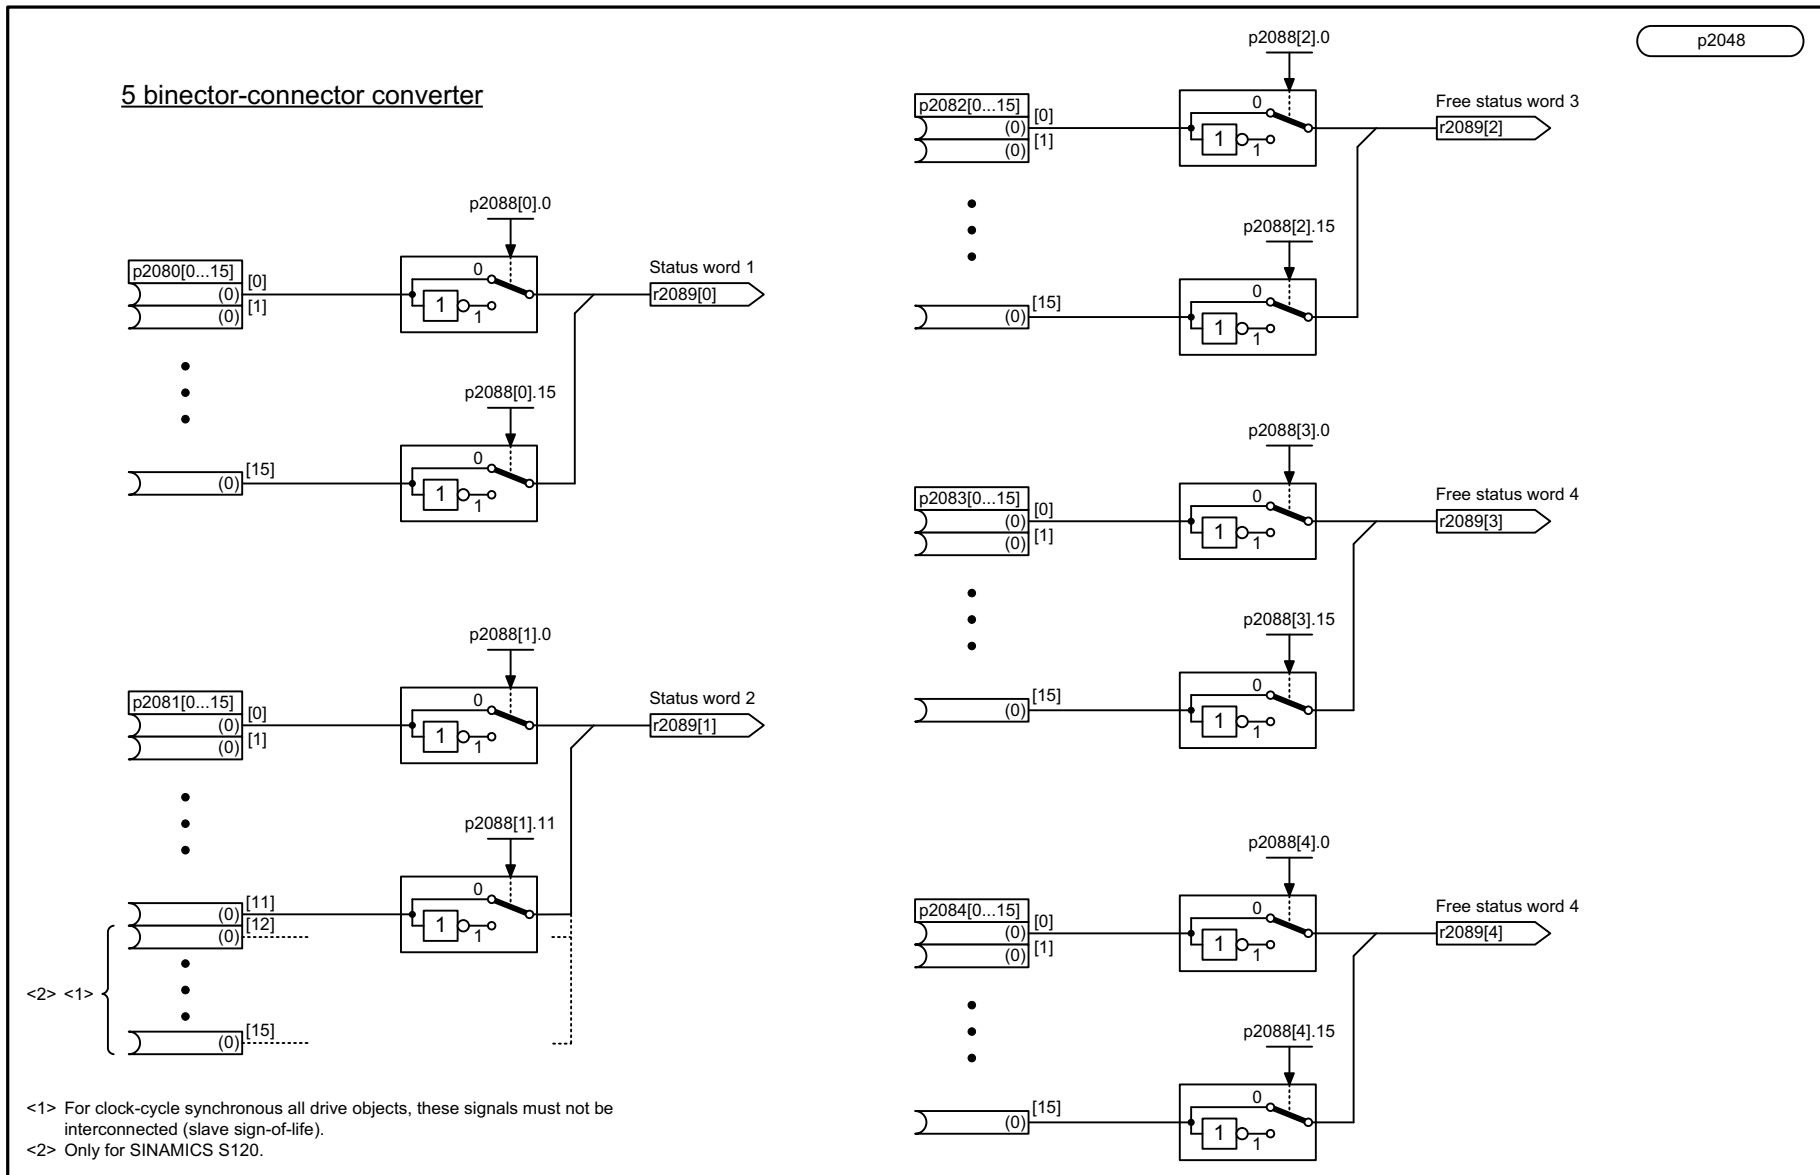 p2048
5 binector-connector converter
p2088[0].0
p2080[0...15]
[0]
(0)
[1]
(0)
0
1
1
Status word 1
r2089[0]
p2088[0].15
[15]
(0)
0
1
1
p2088[1].0
p2081[0...15]
[0]
(0)
[1]
(0)
0
1
1
Status word 2
r2089[1]
p2088[1].11
[11]
(0)
[12]
(0)
0
1
1
<2> <1>
[15]
(0)
<1> For clock-cycle synchronous all drive objects, these signals must not be
interconnected (slave sign-of-life).
<2> Only for SINAMICS S120.
p2088[2].0
p2082[0...15]
[0]
(0)
[1]
(0)
0
1
1
Free status word 3
r2089[2]
p2088[2].15
[15]
(0)
0
1
1
p2088[3].0
p2083[0...15]
[0]
(0)
[1]
(0)
0
1
1
Free status word 4
r2089[3]
p2088[3].15
[15]
(0)
0
1
1
p2088[4].0
p2084[0...15]
[0]
(0)
[1]
(0)
0
1
1
Free status word 4
r2089[4]
p2088[4].15
[15]
(0)
0
1
1